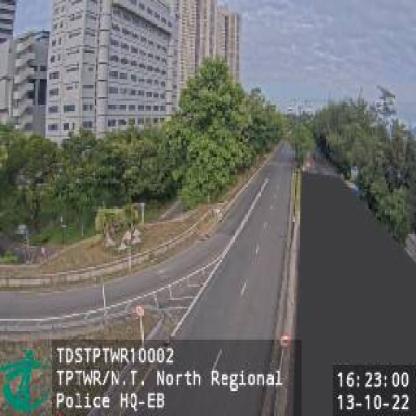 TDSTPTWR10002
TPTWR/N.T. North Regional
Police HQ-EB
16:23:00
13-10-22